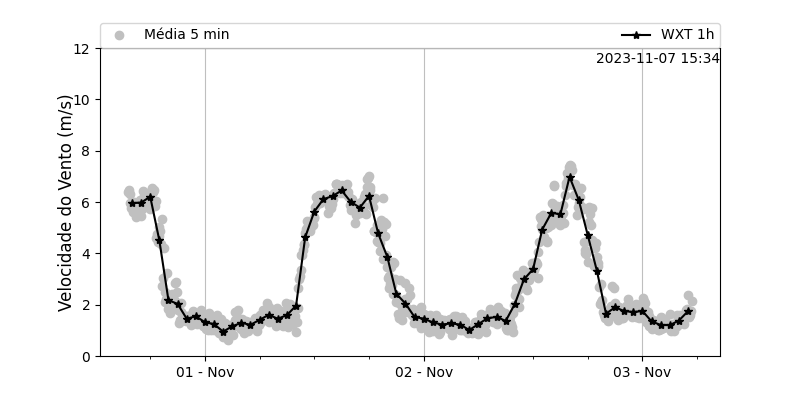 Média 5 min
WXT 1h
2023-11-07 15:34
Velocidade do Vento (m/s)
12
10
8
6
4
2
0
01 - Nov
02 - Nov
03 - Nov